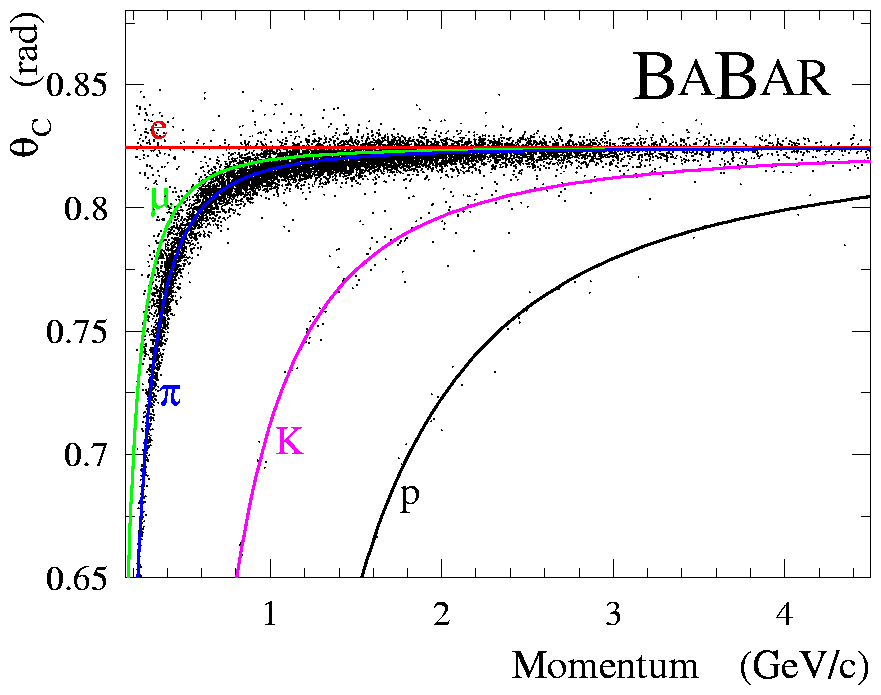 BABAR
θC (rad)
0.85
0.8
0.75
0.7
0.65
e
μ
π
K
p
1 2 3 4
Momentum (GeV/c)